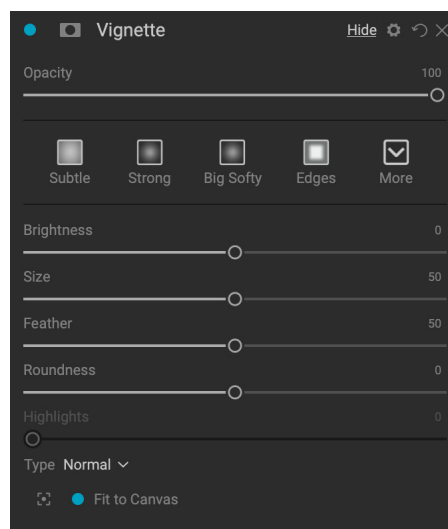 Vignette Hide
Opacity 100
Subtle Strong Big Softy Edges More
Brightness 0
Size 50
Feather 50
Roundness 0
Highlights 0
Type Normal
Fit to Canvas